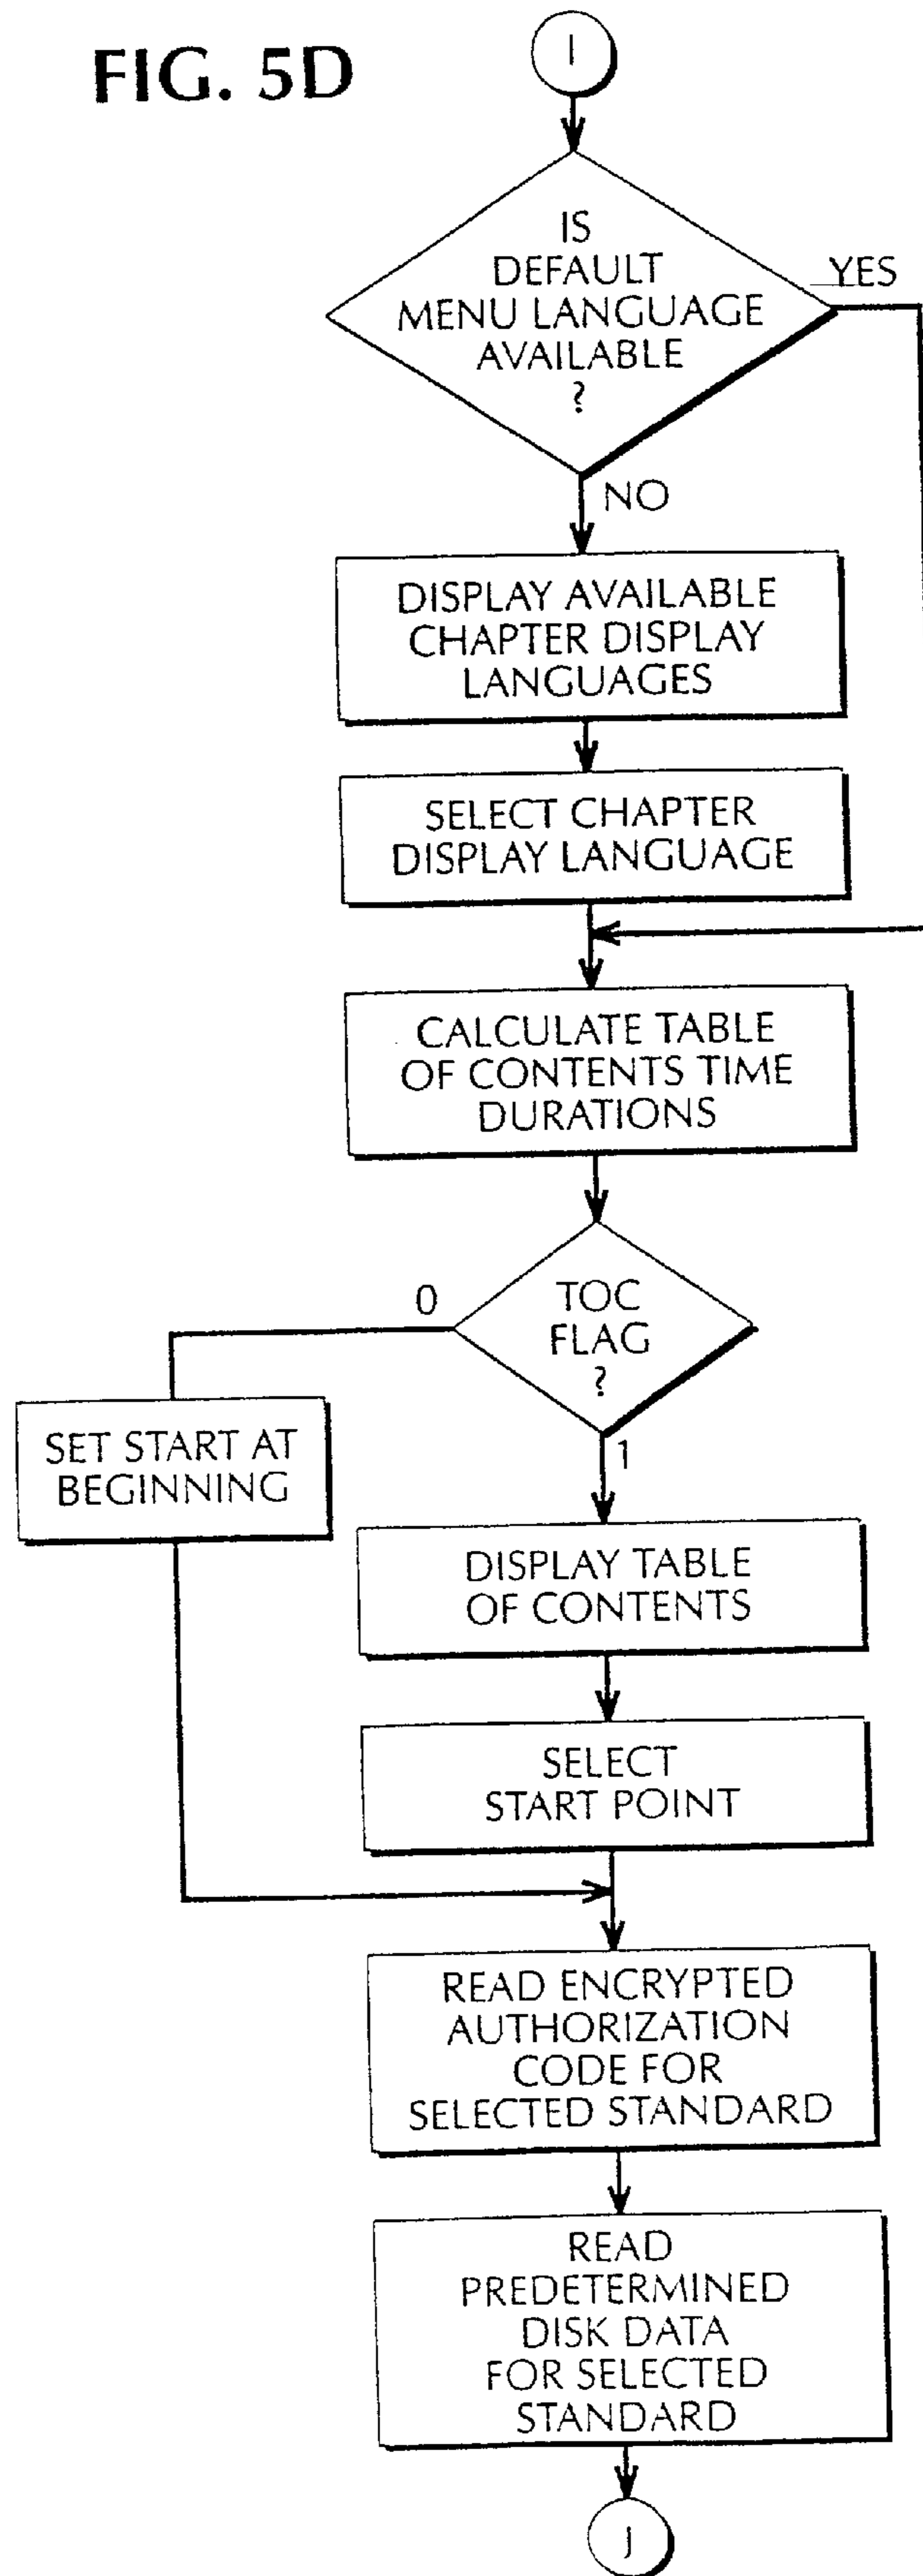 FIG. 5D
I
IS
DEFAULT
MENU LANGUAGE
AVAILABLE
?
YES
NO
DISPLAY AVAILABLE
CHAPTER DISPLAY
LANGUAGES
SELECT CHAPTER
DISPLAY LANGUAGE
CALCULATE TABLE
OF CONTENTS TIME
DURATIONS
TOC
FLAG
?
0
1
SET START AT
BEGINNING
DISPLAY TABLE
OF CONTENTS
SELECT
START POINT
READ ENCRYPTED
AUTHORIZATION
CODE FOR
SELECTED STANDARD
READ
PREDETERMINED
DISK DATA
FOR SELECTED
STANDARD
J